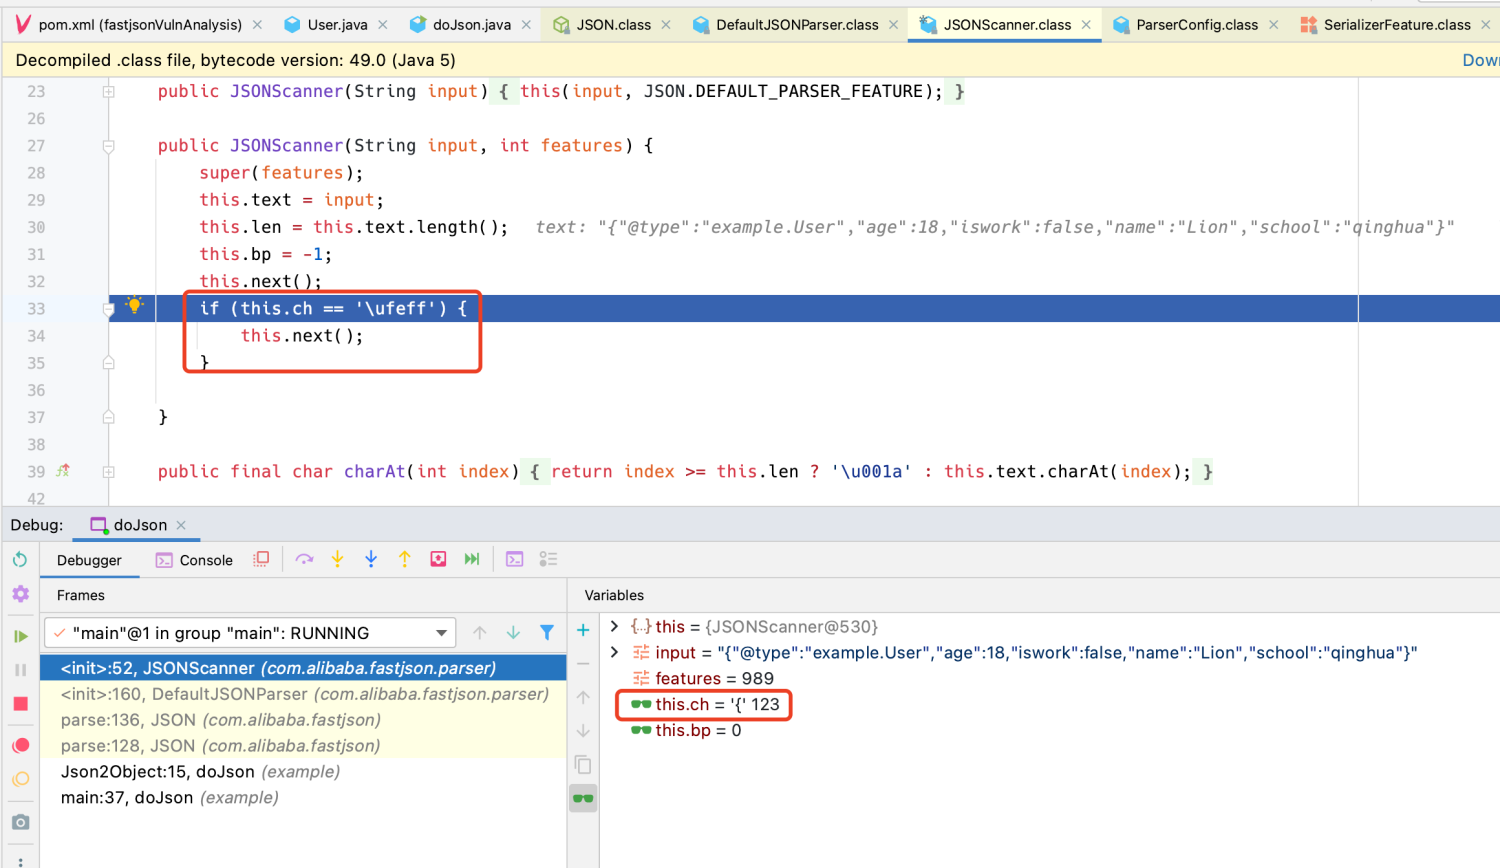 pom.xml (fastjsonVulnAnalysis) User.java doJson.java JSON.class DefaultJSONParser.class JSONScanner.class ParserConfig.class SerializerFeature.class
Decompiled .class file, bytecode version: 49.0 (Java 5)
23 public JSONScanner(String input) { this(input, JSON.DEFAULT_PARSER_FEATURE); }
26
27 public JSONScanner(String input, int features) {
28 super(features);
29 this.text = input;
30 this.len = this.text.length(); text: "{"@type":"example.User","age":18,"iswork":false,"name":"Lion","school":"qinghua"}"
31 this.bp = -1;
32 this.next();
33 if (this.ch == '\ufeff') {
34 this.next();
35 }
36
37 }
38
39 public final char charAt(int index) { return index >= this.len ? '\u001a' : this.text.charAt(index); }
42
Debug: doJson
Debugger Console
Frames
"main"@1 in group "main": RUNNING
<init>:52, JSONScanner (com.alibaba.fastjson.parser)
<init>:160, DefaultJSONParser (com.alibaba.fastjson.parser)
parse:136, JSON (com.alibaba.fastjson)
parse:128, JSON (com.alibaba.fastjson)
Json2Object:15, doJson (example)
main:37, doJson (example)
Variables
this = {JSONScanner@530}
input = "{"@type":"example.User","age":18,"iswork":false,"name":"Lion","school":"qinghua"}"
features = 989
this.ch = '{' 123
this.bp = 0